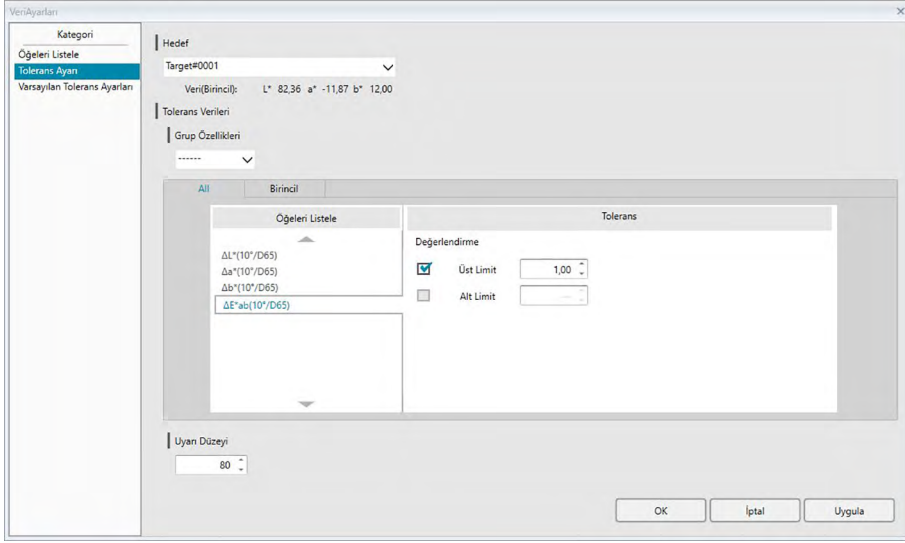 VeriAyarları
Kategori
Öğeleri Listele
Tolerans Ayarı
Varsayılan Tolerans Ayarları
Hedef
Target#0001
Veri(Birincil): L* 82,36 a* -11,87 b* 12,00
Tolerans Verileri
Grup Özellikleri
------
All Birincil
Öğeleri Listele
ΔL*(10°/D65)
Δa*(10°/D65)
Δb*(10°/D65)
ΔE*ab(10°/D65)
Tolerans
Değerlendirme
Üst Limit 1,00
Alt Limit ---
Uyarı Düzeyi
80
OK İptal Uygula